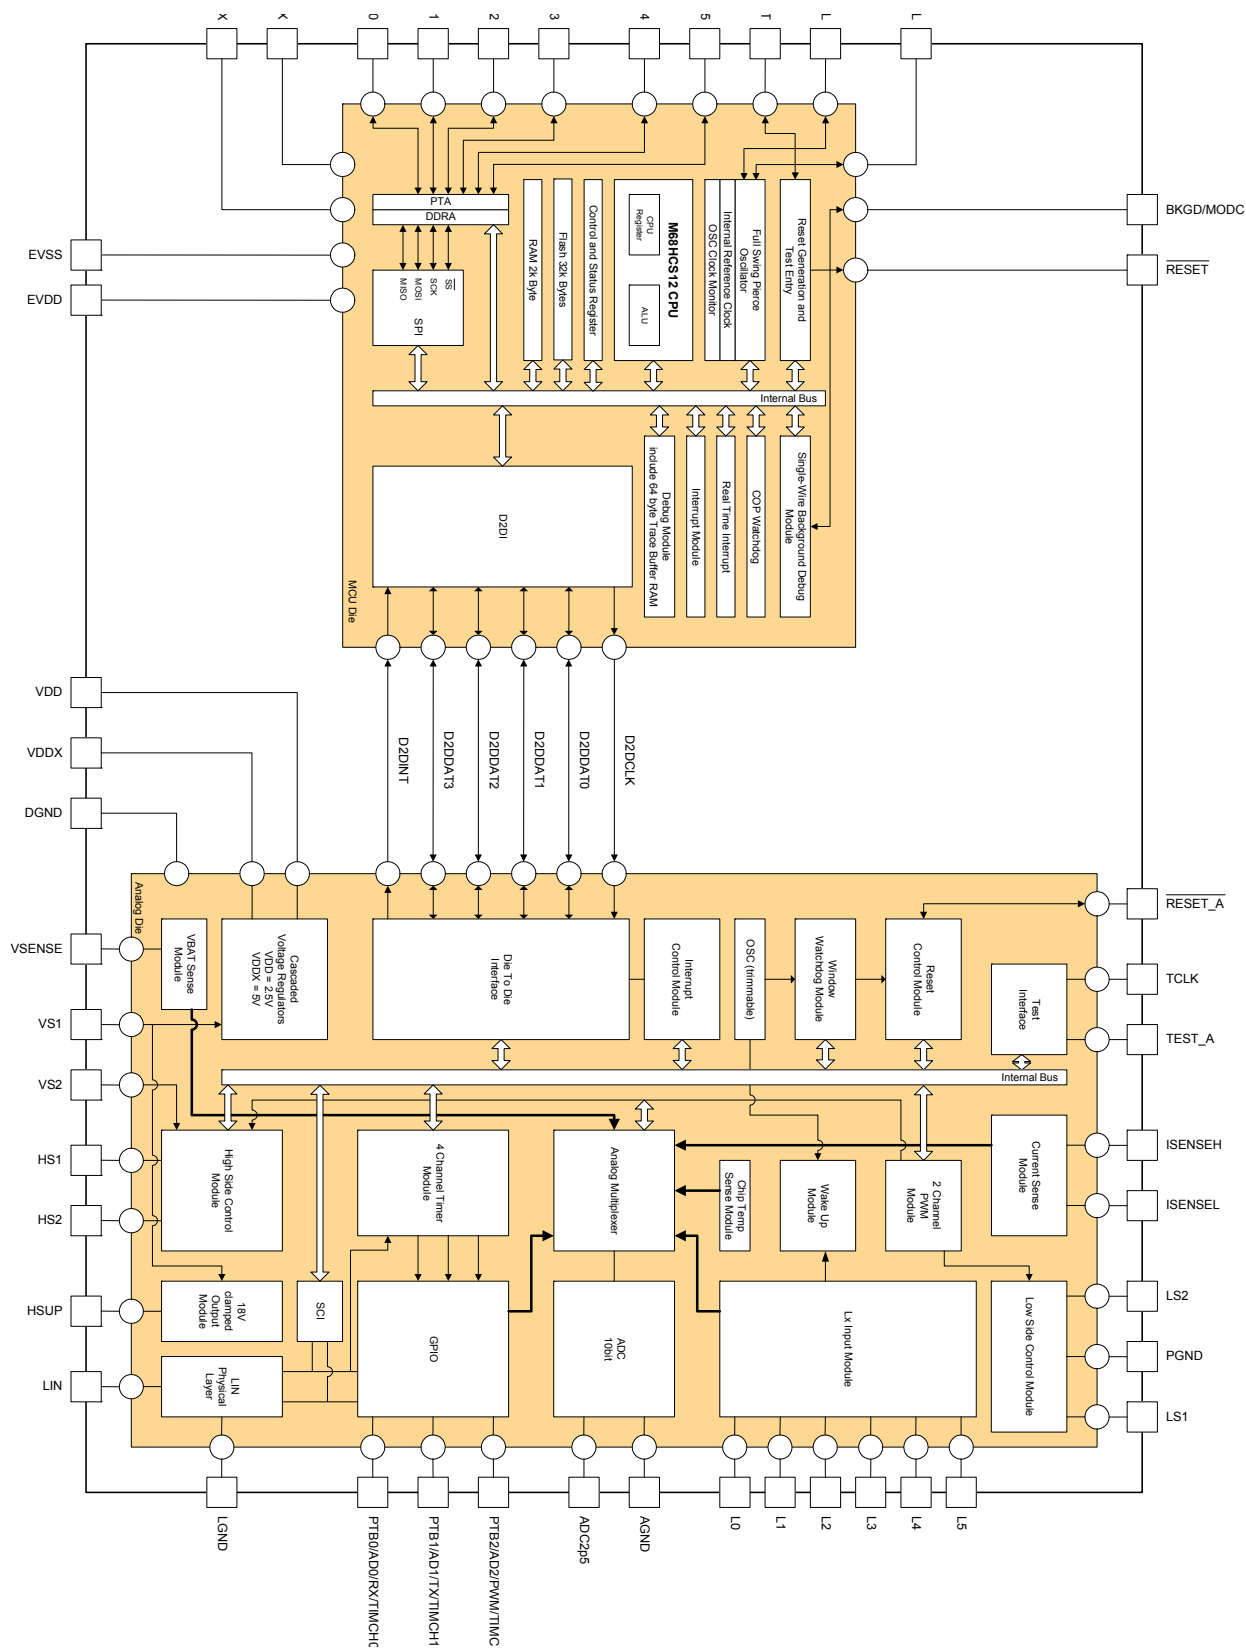 X
K
0
1
2
3
4
5
T
L
L
PTA
DDRA
MISO
MOSI
SCK
SS
SPI
RAM 2k Byte
Flash 32k Bytes
Control and Status Register
M68HCS12 CPU
CPU
Register
ALU
OSC Clock Monitor
Internal Reference Clock
Full Swing Pierce
Oscillator
Reset Generation and
Test Entry
BKGD/MODC
RESET
EVSS
EVDD
Internal Bus
D2DI
Debug Module
include 64 byte Trace Buffer RAM
Interrupt Module
Real Time Interrupt
COP Watchdog
Single-Wire Background Debug
Module
MCU Die
VDD
VDDX
DGND
D2DINT
D2DDAT3
D2DDAT2
D2DDAT1
D2DDAT0
D2DCLK
Analog Die
VSENSE
VS1
VS2
HS1
HS2
HSUP
LIN
RESET_A
TCLK
TEST_A
ISENSEH
ISENSEL
LS2
PGND
LS1
VBAT Sense
Module
Cascaded
Voltage Regulators
VDD = 2.5V
VDDX = 5V
Die To Die
Interface
Interrupt
Control Module
OSC (trimmable)
Window
Watchdog Module
Reset
Control Module
Test
Interface
Internal Bus
High Side Control
Module
4 Channel Timer
Module
Analog Multiplexer
Chip Temp
Sense Module
Wake Up
Module
2 Channel
PWM
Module
Current Sense
Module
18V
clamped
Output
Module
SCI
GPIO
ADC
10bit
Lx Input Module
Low Side Control Module
LIN
Physical
Layer
LGND
PTB0/AD0/RX/TIMCH0
PTB1/AD1/TX/TIMCH1
PTB2/AD2/PWM/TIMC
ADC2p5
AGND
L0
L1
L2
L3
L4
L5